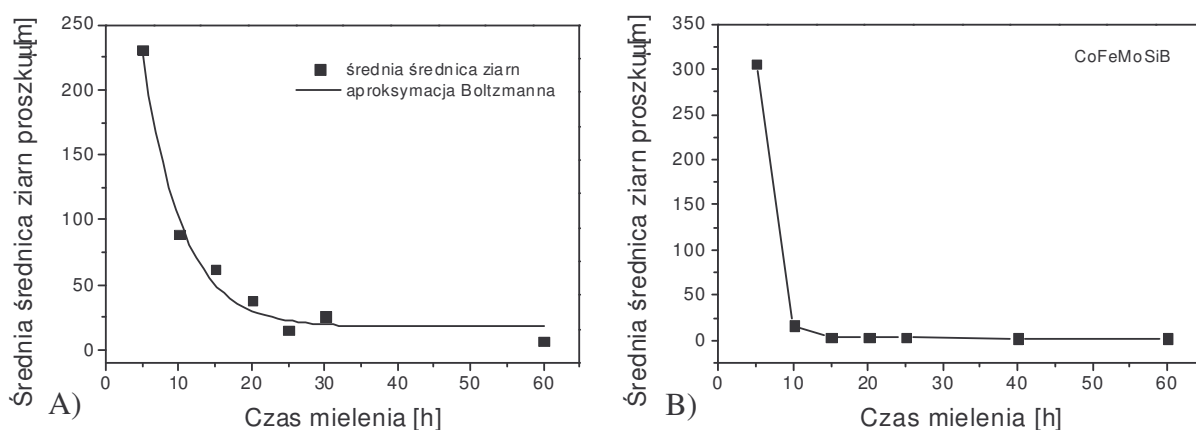 Średnia średnica ziarn proszku[µm]
250
200
150
100
50
0
0 10 20 30 40 50 60
średnia średnica ziarn
aproksymacja Boltzmanna
Czas mielenia [h]
A)
Średnia średnica ziarn proszku[µm]
350
300
250
200
150
100
50
0
0 10 20 30 40 50 60
CoFeMoSiB
Czas mielenia [h]
B)